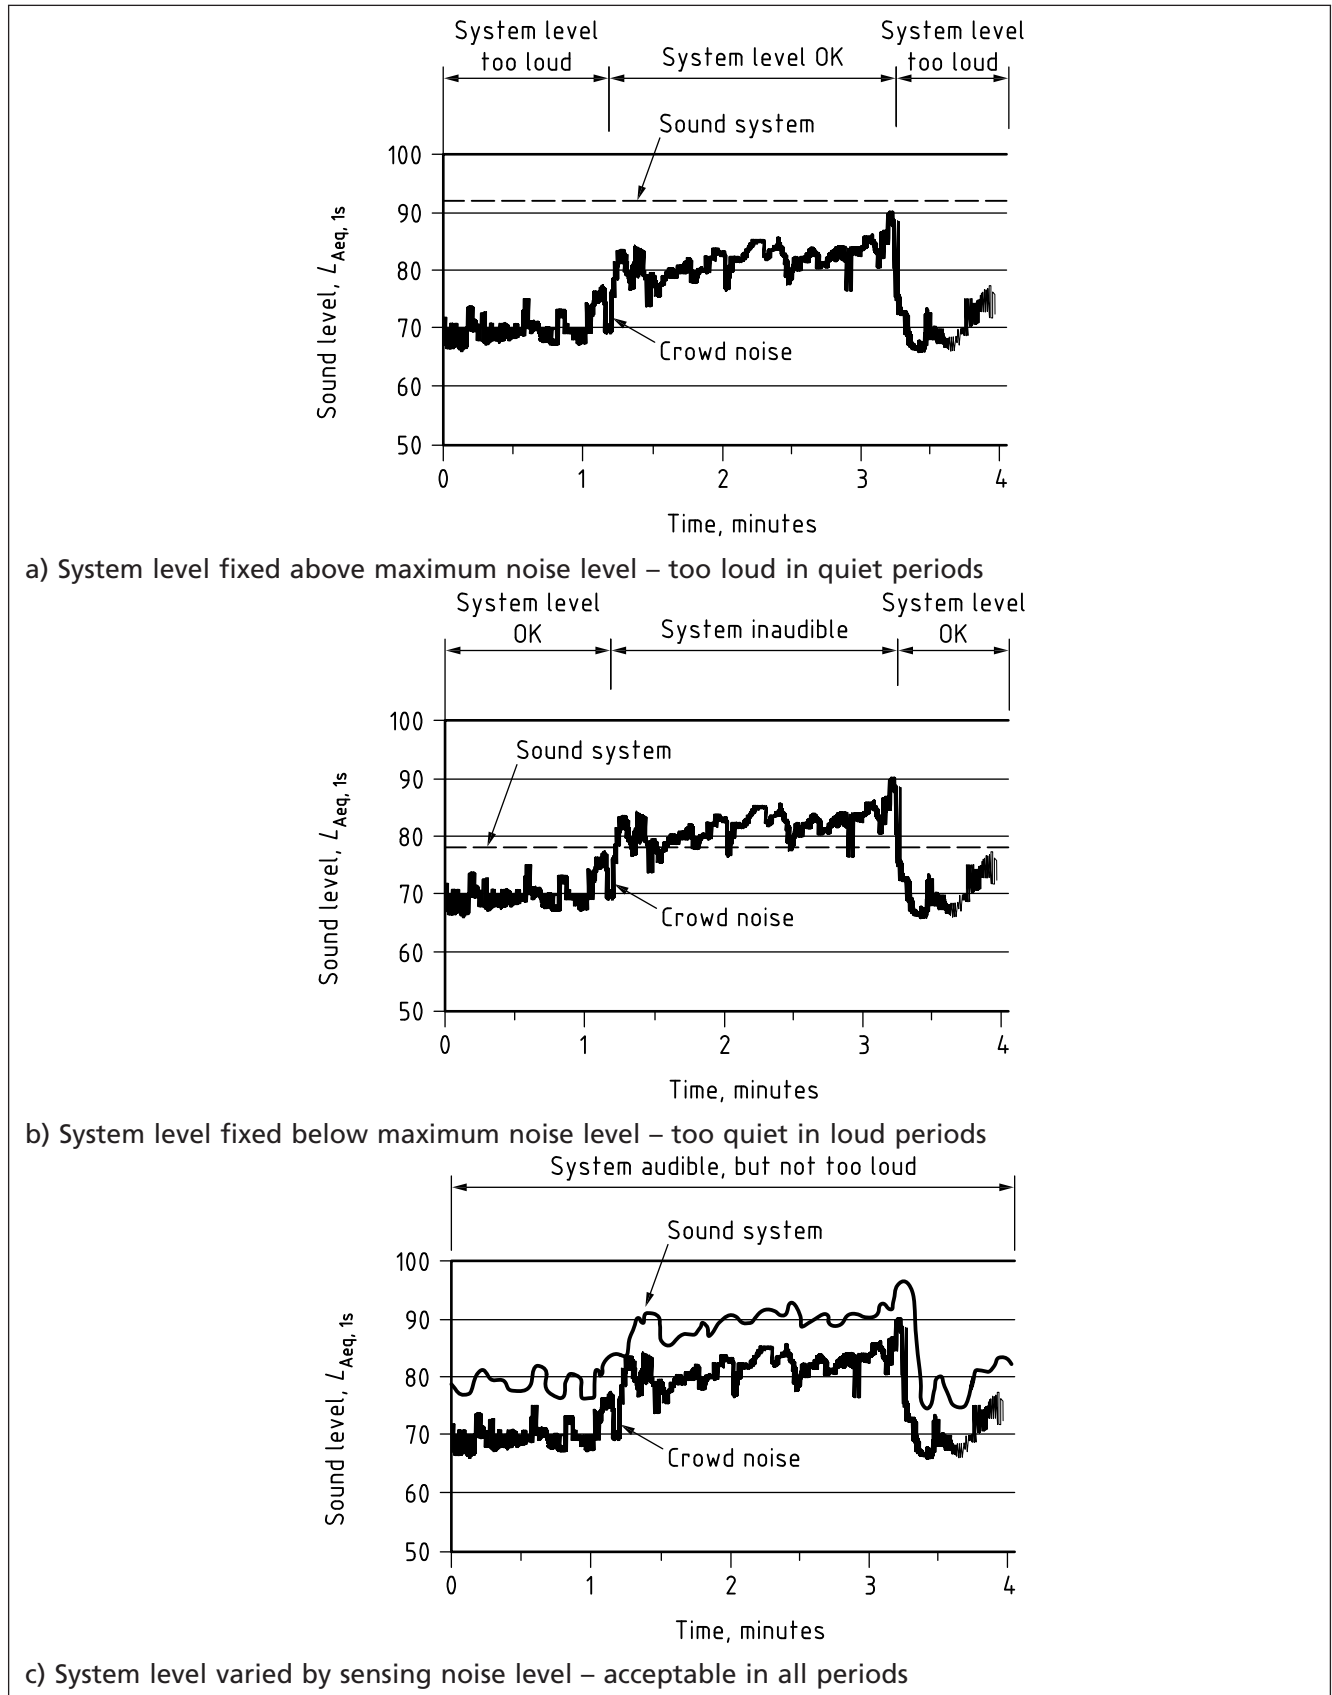 System level
too loud
System level OK
System level
too loud
Sound system
100
90
80
70
60
50
Sound level, LAeq, 1s
Crowd noise
0 1 2 3 4
Time, minutes
a) System level fixed above maximum noise level – too loud in quiet periods
System level
OK
System inaudible
System level
OK
Sound system
100
90
80
70
60
50
Sound level, LAeq, 1s
Crowd noise
0 1 2 3 4
Time, minutes
b) System level fixed below maximum noise level – too quiet in loud periods
System audible, but not too loud
Sound system
100
90
80
70
60
50
Sound level, LAeq, 1s
Crowd noise
0 1 2 3 4
Time, minutes
c) System level varied by sensing noise level – acceptable in all periods